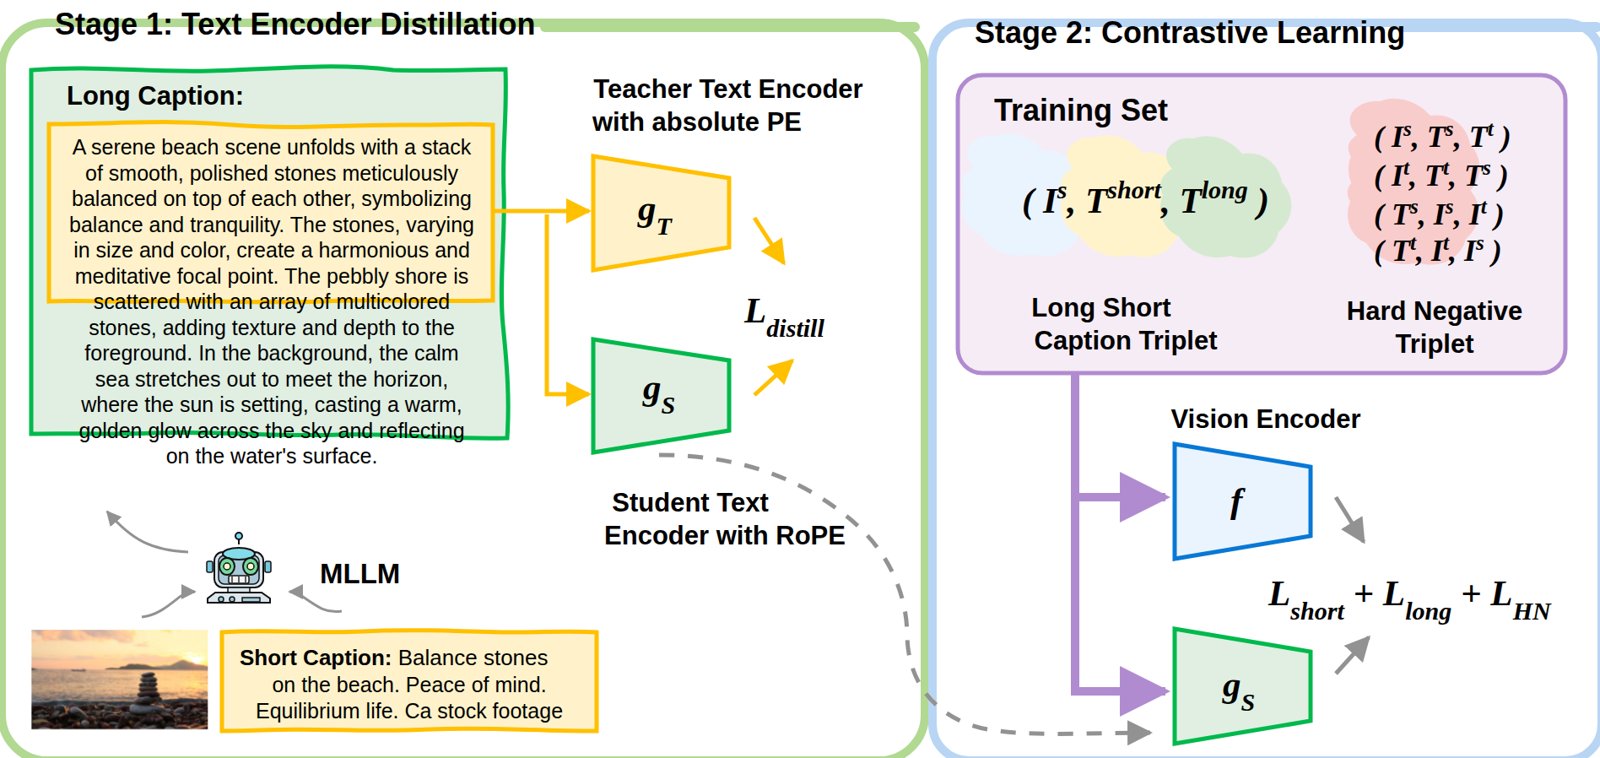 Stage 1: Text Encoder Distillation
Long Caption:
A serene beach scene unfolds with a stack
of smooth, polished stones meticulously
balanced on top of each other, symbolizing
balance and tranquility. The stones, varying
in size and color, create a harmonious and
meditative focal point. The pebbly shore is
scattered with an array of multicolored
stones, adding texture and depth to the
foreground. In the background, the calm
sea stretches out to meet the horizon,
where the sun is setting, casting a warm,
golden glow across the sky and reflecting
on the water's surface.
MLLM
Short Caption: Balance stones
on the beach. Peace of mind.
Equilibrium life. Ca stock footage
Teacher Text Encoder
with absolute PE
g_T
L_distill
g_S
Student Text
Encoder with RoPE
Stage 2: Contrastive Learning
Training Set
( I^s, T^short, T^long )
Long Short
Caption Triplet
( I^s, T^s, T^t )
( I^t, T^t, T^s )
( T^s, I^s, I^t )
( T^t, I^t, I^s )
Hard Negative
Triplet
Vision Encoder
f
L_short + L_long + L_HN
g_S